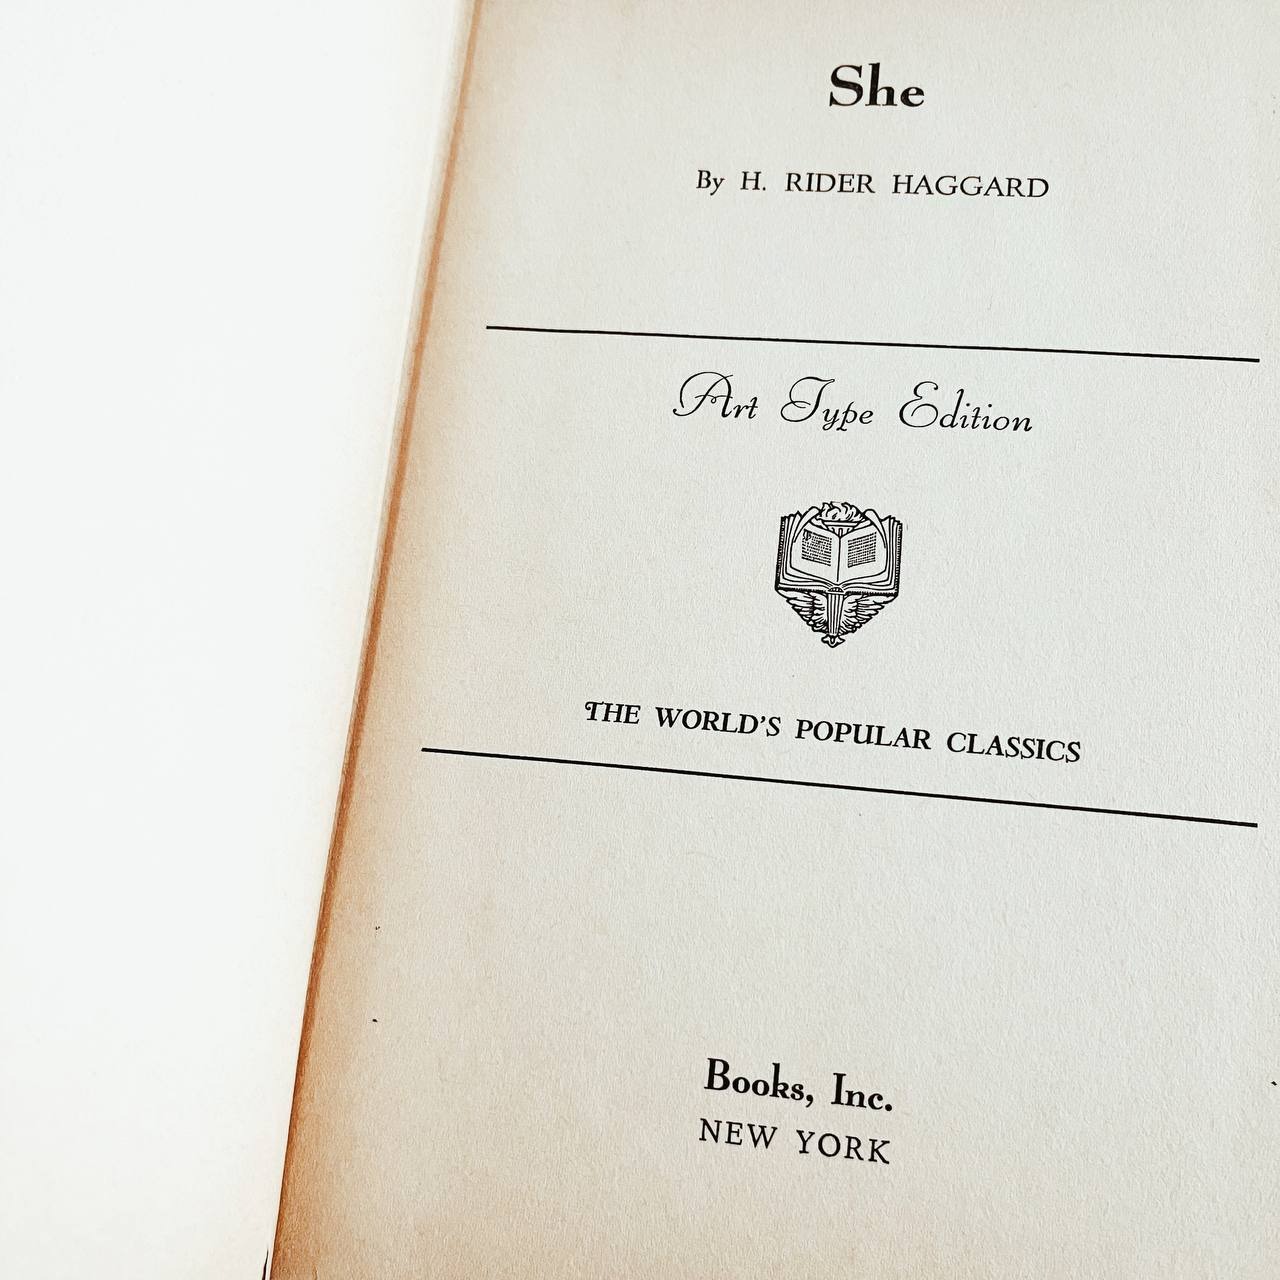 She
By H. RIDER HAGGARD
Art Type Edition
THE WORLD'S POPULAR CLASSICS
Books, Inc.
NEW YORK